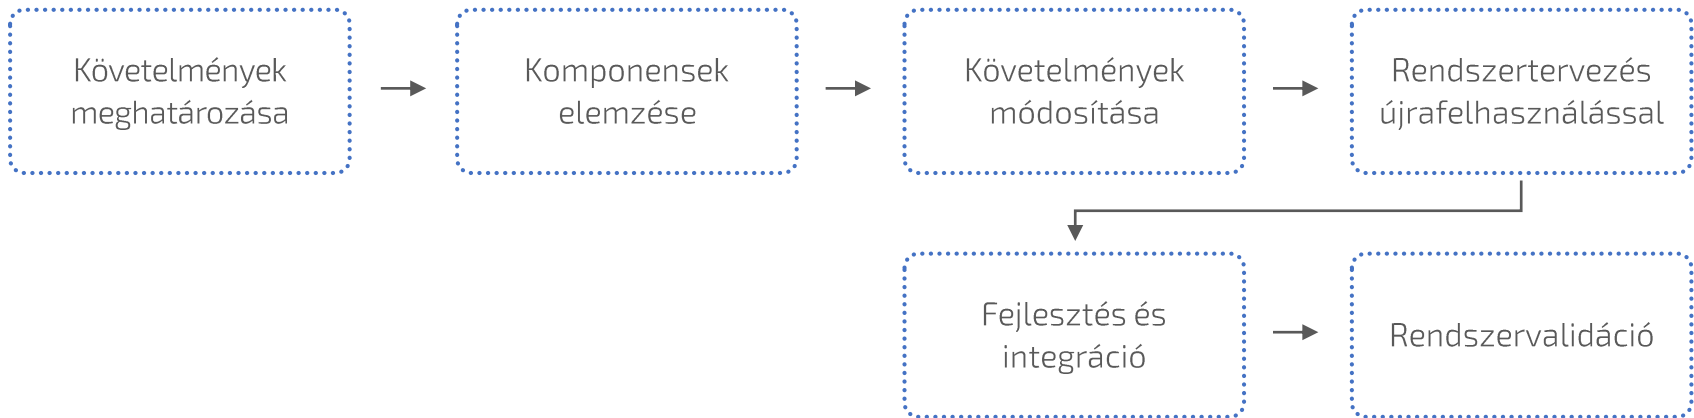 Követelmények
meghatározása
Komponensek
elemzése
Követelmények
módosítása
Rendszertervezés
újrafelhasználással
Fejlesztés és
integráció
Rendszervalidáció